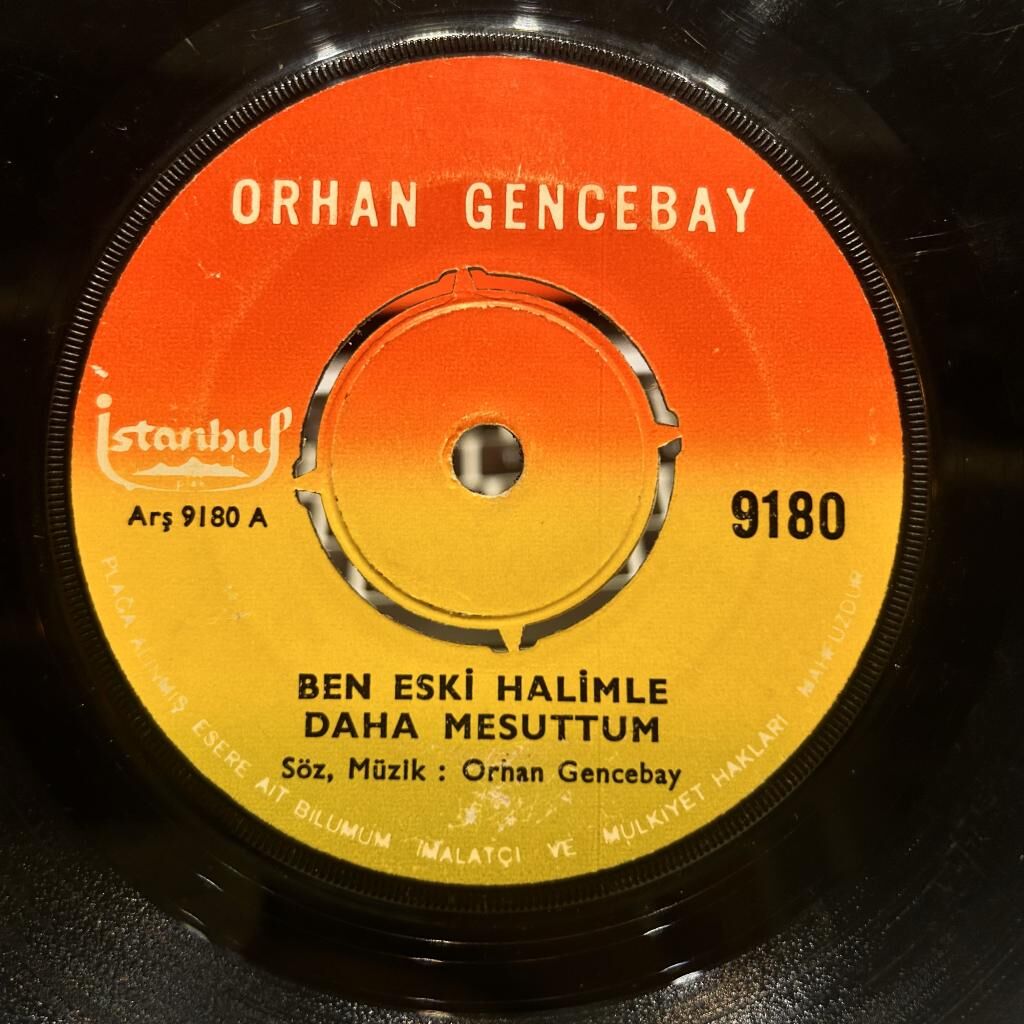 ORHAN GENCEBAY
istanbul
Arş 9180 A
9180
BEN ESKİ HALİMLE
DAHA MESUTTUM
Söz, Müzik : Orhan Gencebay
PLAĞA ALINMIŞ ESERE AİT BILUMUM İMALATÇI VE MÜLKIYET HAKLARI MAHFUZDUR